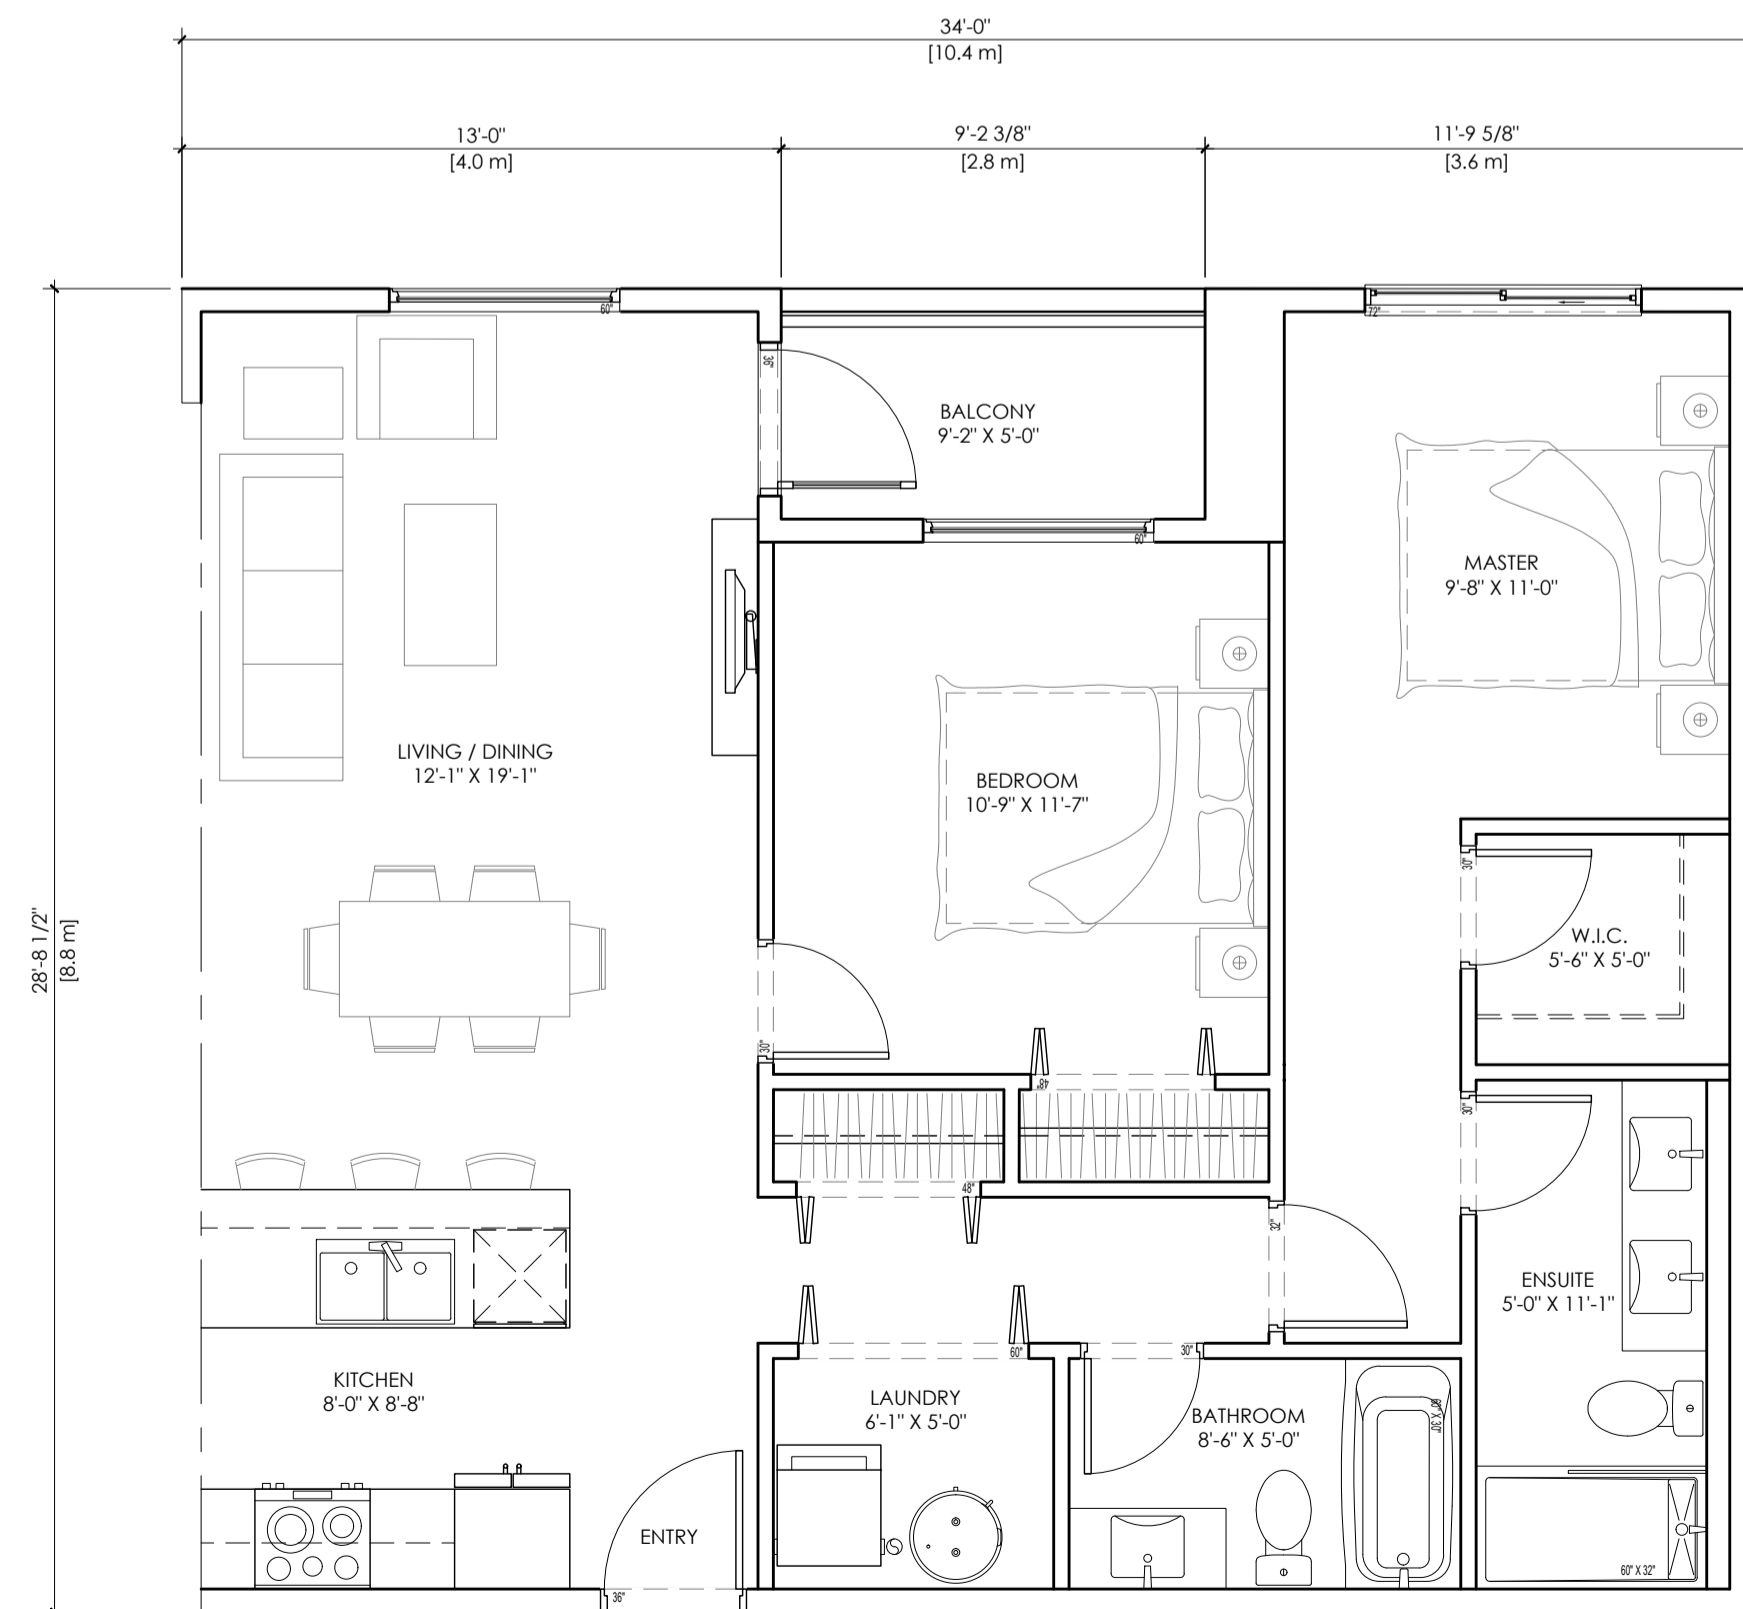 34'-0"
[10.4 m]
13'-0"
[4.0 m]
9'-2 3/8"
[2.8 m]
11'-9 5/8"
[3.6 m]
60"
72"
36"
BALCONY
9'-2" X 5'-0"
60"
MASTER
9'-8" X 11'-0"
LIVING / DINING
12'-1" X 19'-1"
BEDROOM
10'-9" X 11'-7"
30"
28'-8 1/2"
[8.8 m]
W.I.C.
5'-6" X 5'-0"
30"
48"
30"
48"
32"
ENSUITE
5'-0" X 11'-1"
60"
30"
KITCHEN
8'-0" X 8'-8"
LAUNDRY
6'-1" X 5'-0"
BATHROOM
8'-6" X 5'-0"
60" X 30"
ENTRY
36"
60" X 32"